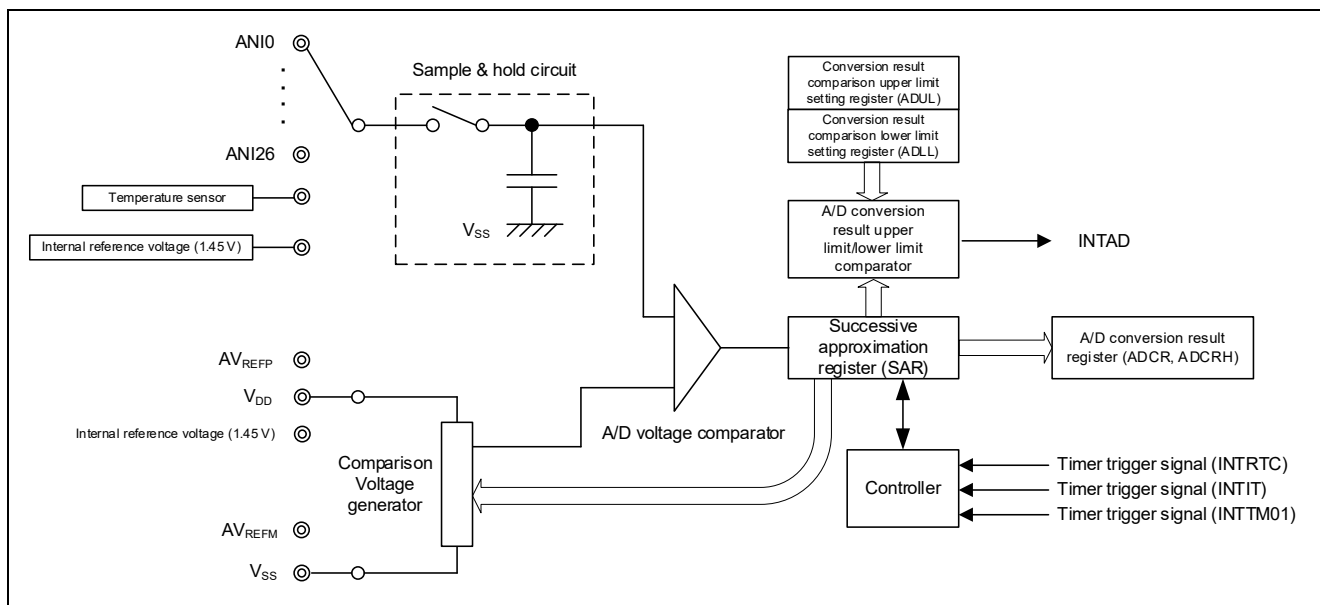 ANI0
ANI26
Temperature sensor
Internal reference voltage (1.45 V)
Sample & hold circuit
VSS
Conversion result
comparison upper limit
setting register (ADUL)
Conversion result
comparison lower limit
setting register (ADLL)
A/D conversion
result upper
limit/lower limit
comparator
INTAD
Successive
approximation
register (SAR)
A/D conversion result
register (ADCR, ADCRH)
AVREFP
VDD
Internal reference voltage (1.45 V)
A/D voltage comparator
Comparison
Voltage
generator
AVREFM
VSS
Controller
Timer trigger signal (INTRTC)
Timer trigger signal (INTIT)
Timer trigger signal (INTTM01)